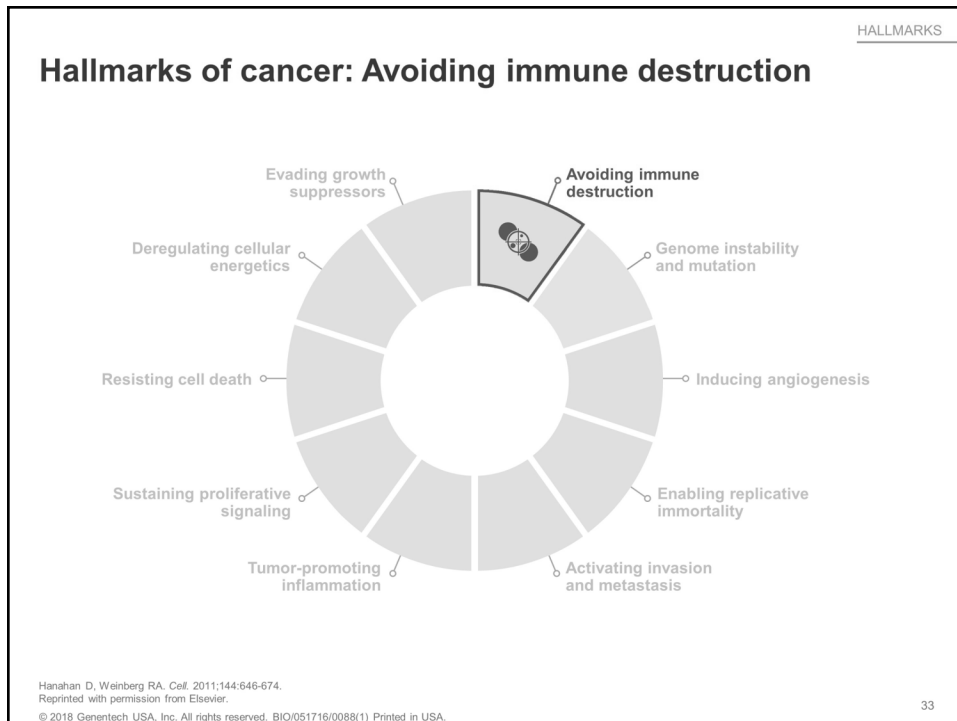 HALLMARKS
Hallmarks of cancer: Avoiding immune destruction
Evading growth
suppressors
Avoiding immune
destruction
Deregulating cellular
energetics
Genome instability
and mutation
Resisting cell death
Inducing angiogenesis
Sustaining proliferative
signaling
Enabling replicative
immortality
Tumor-promoting
inflammation
Activating invasion
and metastasis
Hanahan D, Weinberg RA. Cell. 2011;144:646-674.
Reprinted with permission from Elsevier.
© 2018 Genentech USA, Inc. All rights reserved. BIO/051716/0088(1) Printed in USA.
33